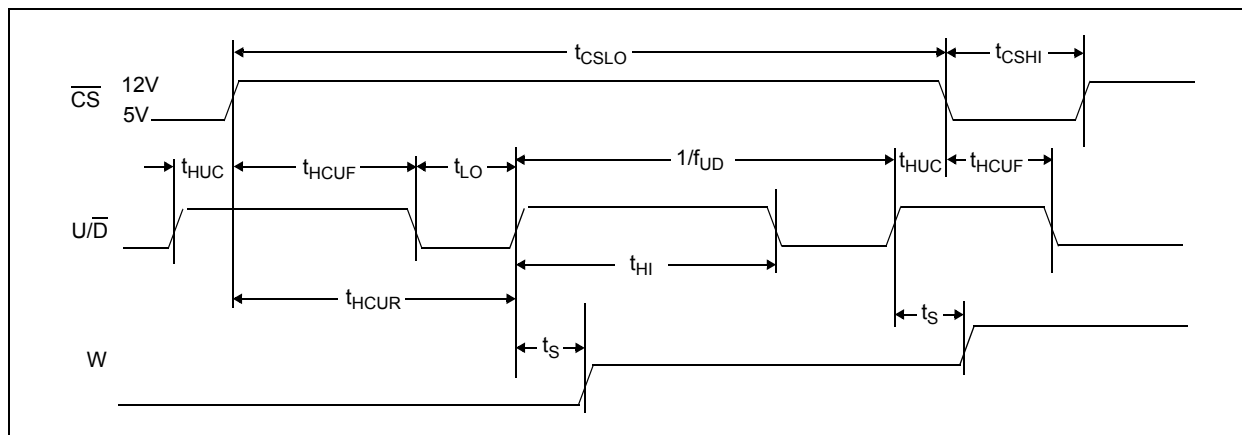 tCSLO
tCSHI
12V
CS
5V
tHUC
tHCUF
tLO
1/fUD
tHUC
tHCUF
U/D
tHI
tHCUR
tS
tS
W